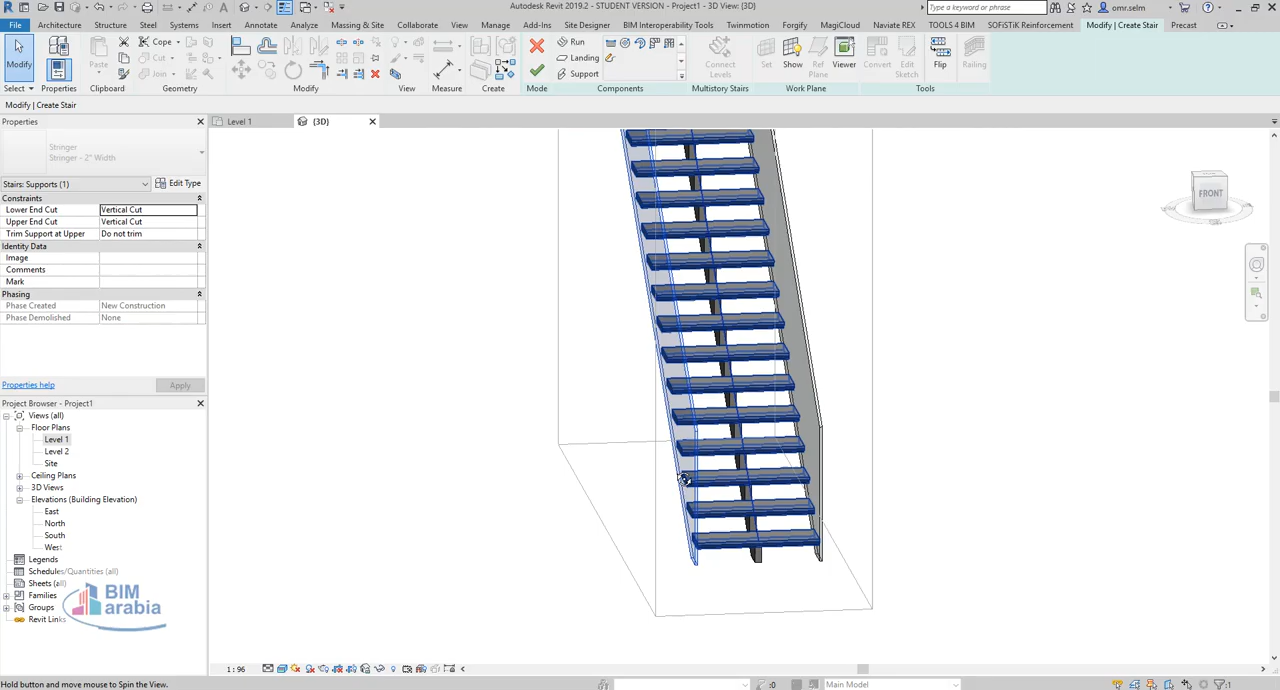 Autodesk Revit 2019.2 - STUDENT VERSION - Project1 - 3D View: {3D}
Type a keyword or phrase
omr.selm
File Architecture Structure Steel Systems Insert Annotate Analyze Massing & Site Collaborate View Manage Add-Ins Site Designer BIM Interoperability Tools Twinmotion Forgify MagiCloud Naviate REX TOOLS 4 BIM SOFiSTiK Reinforcement Modify | Create Stair Precast
Modify
Paste
Cope
Cut
Join
Run
Landing
Support
Connect Levels
Set
Show
Ref Plane
Viewer
Convert
Edit Sketch
Flip
Railing
Select Properties Clipboard Geometry Modify View Measure Create Mode Components Multistory Stairs Work Plane Tools
Modify | Create Stair
Properties
Level 1
{3D}
Stringer
Stringer - 2" Width
Stairs: Supports (1)
Edit Type
Constraints
Lower End Cut Vertical Cut
Upper End Cut Vertical Cut
Trim Support at Upper Do not trim
Identity Data
Image
Comments
Mark
Phasing
Phase Created New Construction
Phase Demolished None
FRONT
Properties help
Apply
Project Browser - Project1
Views (all)
Floor Plans
Level 1
Level 2
Site
Ceiling Plans
3D Views
Elevations (Building Elevation)
East
North
South
West
Legends
Schedules/Quantities (all)
Sheets (all)
Families
Groups
Revit Links
BIM
arabia
1 : 96
Hold button and move mouse to Spin the View.
:0
Main Model
:1